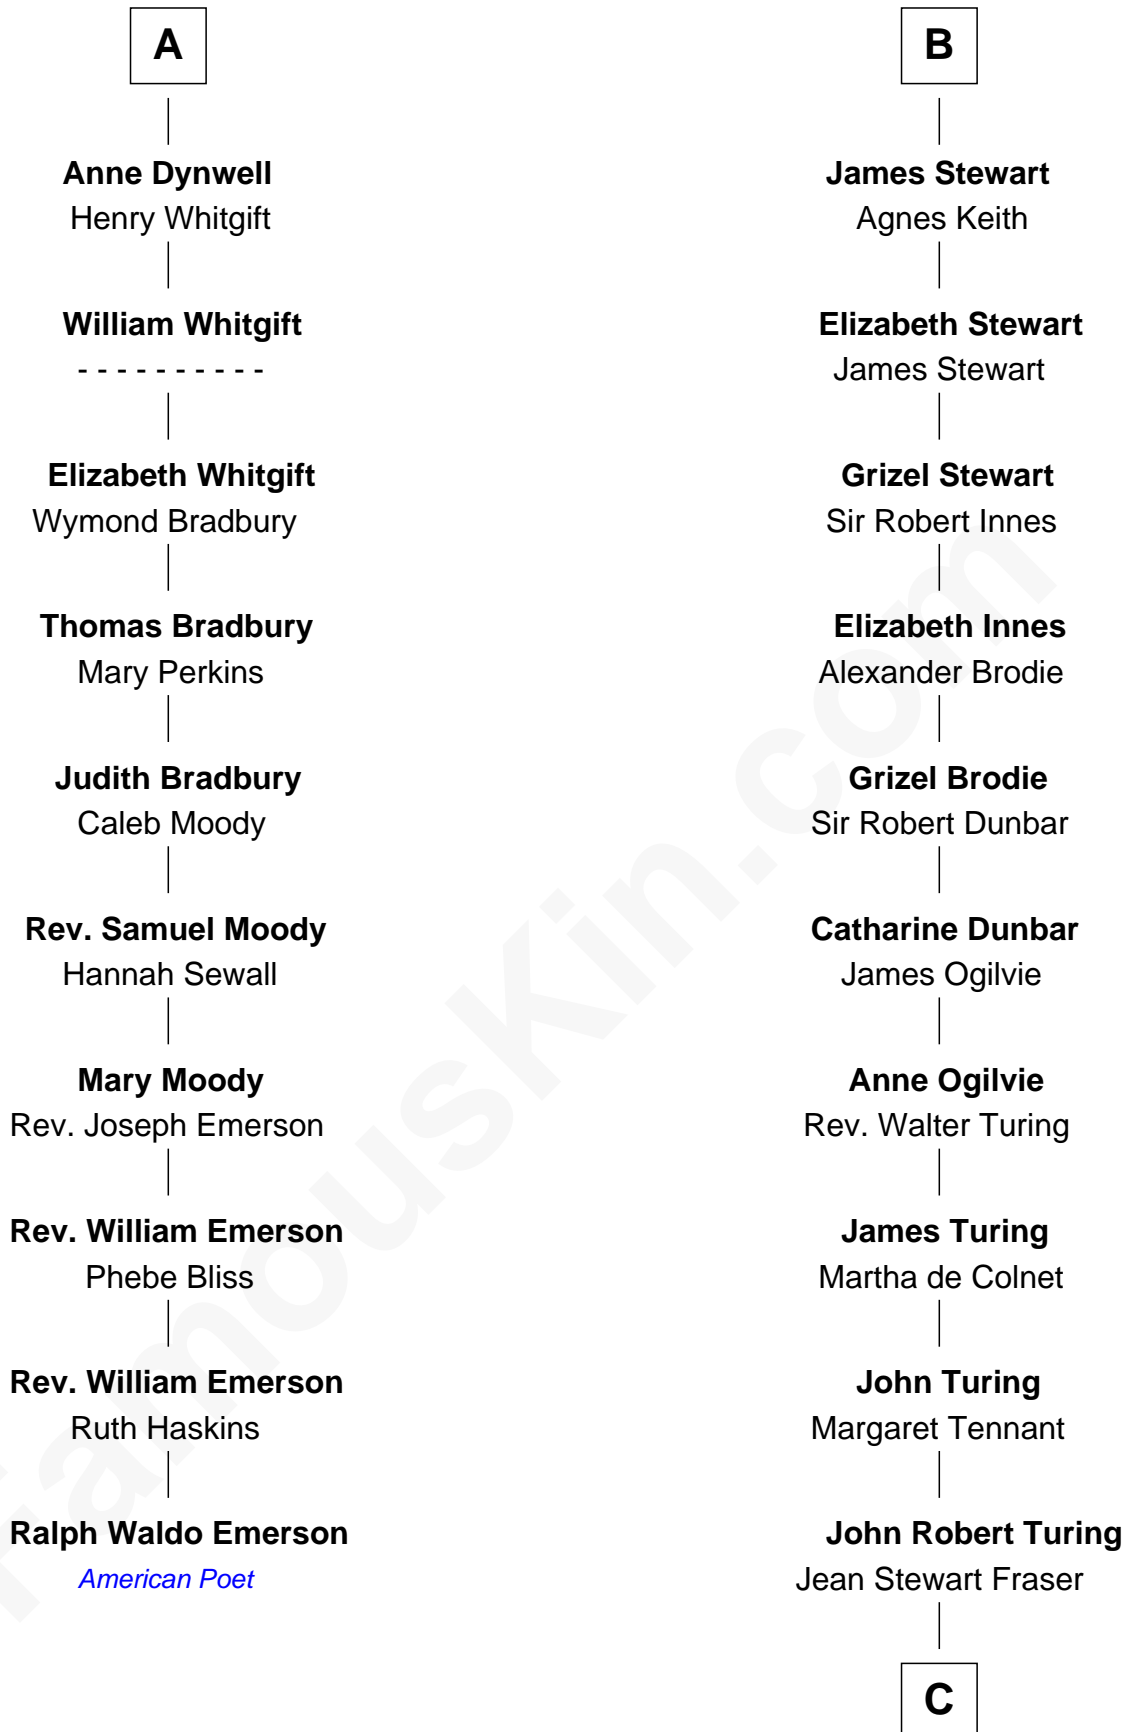 A
Anne Dynwell
Henry Whitgift
William Whitgift
- - - - - - - - - -
Elizabeth Whitgift
Wymond Bradbury
Thomas Bradbury
Mary Perkins
Judith Bradbury
Caleb Moody
Rev. Samuel Moody
Hannah Sewall
Mary Moody
Rev. Joseph Emerson
Rev. William Emerson
Phebe Bliss
Rev. William Emerson
Ruth Haskins
Ralph Waldo Emerson
American Poet
B
James Stewart
Agnes Keith
Elizabeth Stewart
James Stewart
Grizel Stewart
Sir Robert Innes
Elizabeth Innes
Alexander Brodie
Grizel Brodie
Sir Robert Dunbar
Catharine Dunbar
James Ogilvie
Anne Ogilvie
Rev. Walter Turing
James Turing
Martha de Colnet
John Turing
Margaret Tennant
John Robert Turing
Jean Stewart Fraser
C
FamousKin.com